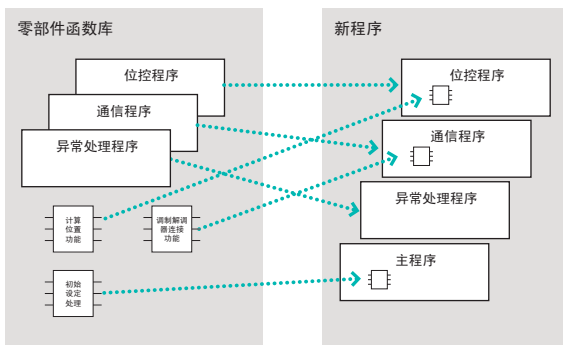 零部件函数库
位控程序
通信程序
异常处理程序
计算
位置
功能
调制解调
器连接
功能
初始
设定
处理
新程序
位控程序
通信程序
异常处理程序
主程序